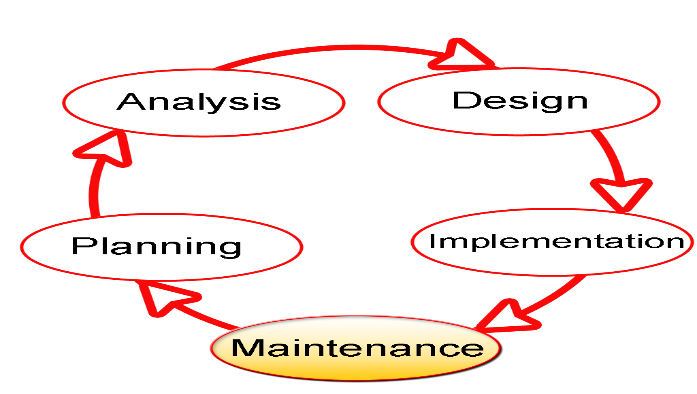 Analysis
Design
Planning
Implementation
Maintenance